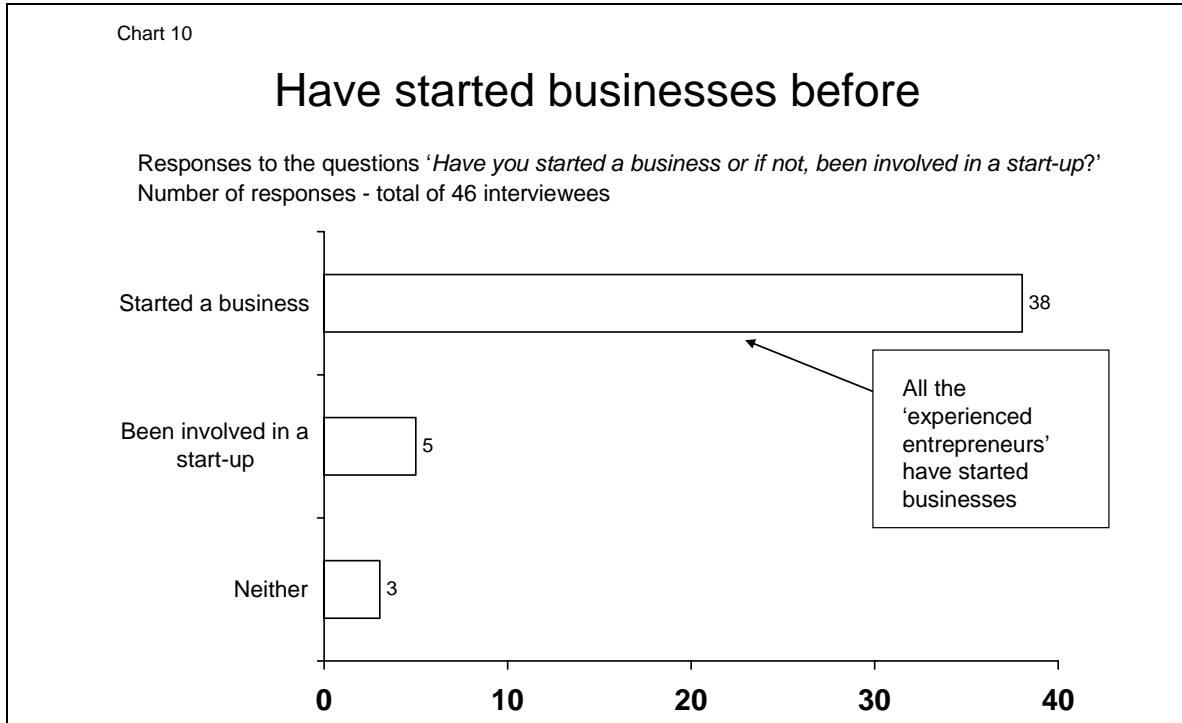 Chart 10
Have started businesses before
Responses to the questions ‘Have you started a business or if not, been involved in a start-up?’
Number of responses - total of 46 interviewees
Started a business
38
All the
‘experienced
entrepreneurs’
have started
businesses
Been involved in a
start-up
5
Neither
3
0 10 20 30 40